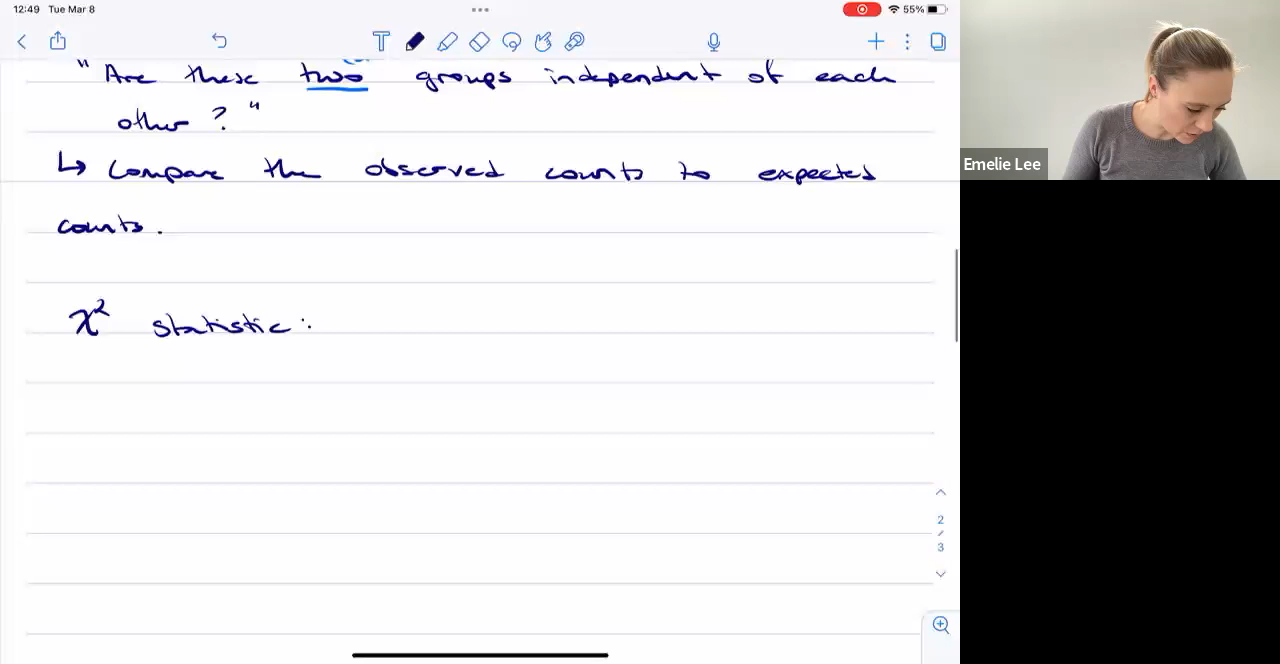 12:49 Tue Mar 8
55%
" Are these two groups independent of each
other ? "
↳ Compare the observed counts to expected
counts .
χ² statistic :
Emelie Lee
2
/
3